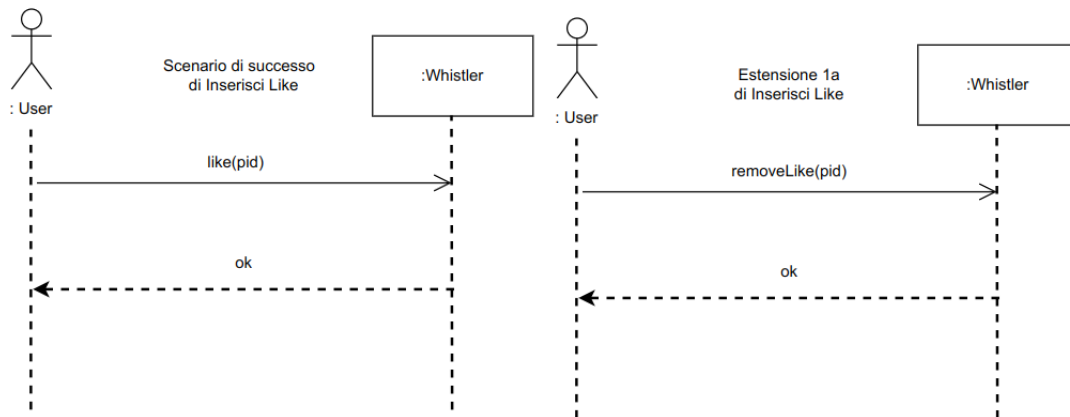 Scenario di successo
di Inserisci Like
:Whistler
: User
like(pid)
ok
Estensione 1a
di Inserisci Like
:Whistler
: User
removeLike(pid)
ok